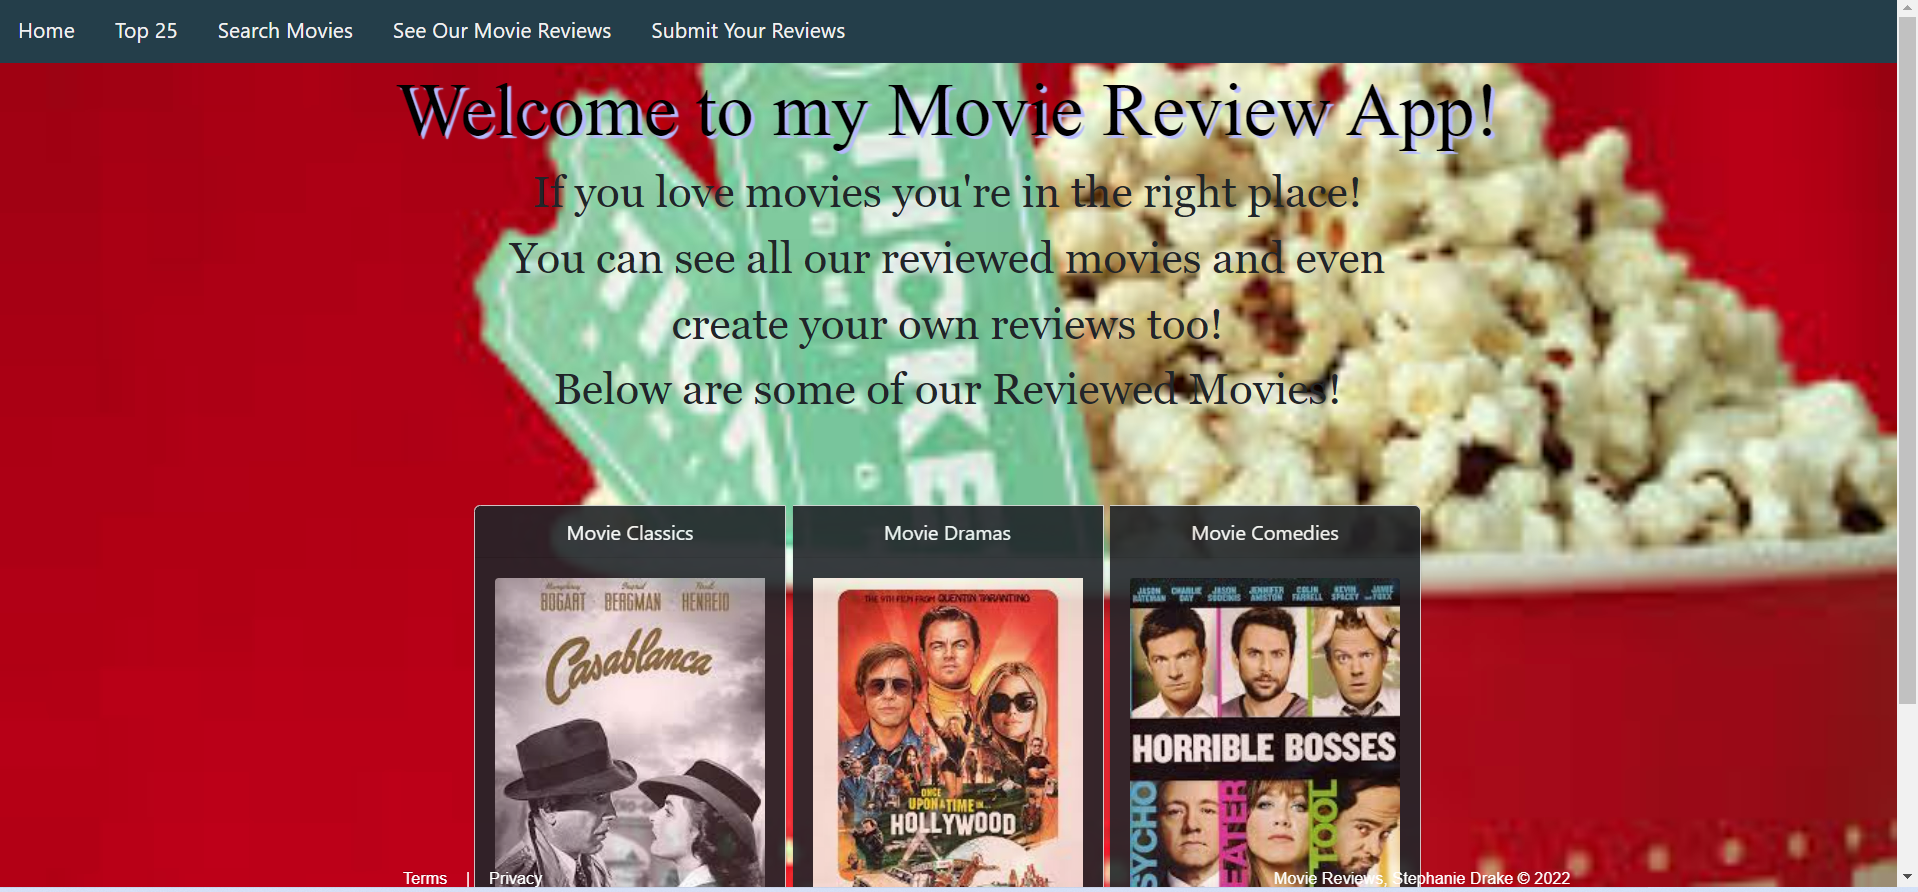 Home Top 25 Search Movies See Our Movie Reviews Submit Your Reviews
Welcome to my Movie Review App!
If you love movies you're in the right place!
You can see all our reviewed movies and even
create your own reviews too!
Below are some of our Reviewed Movies!
TICKE
TICKE
Movie Classics
Movie Dramas
Movie Comedies
Humphrey Ingrid Paul
BOGART BERGMAN HENREID
Casablanca
THE 9TH FILM FROM QUENTIN TARANTINO
ONCE
UPON A TIME IN...
HOLLYWOOD
JASON BATEMAN CHARLIE DAY JASON SUDEIKIS JENNIFER ANISTON COLIN FARRELL KEVIN SPACEY JAMIE FOXX
HORRIBLE BOSSES
PSYCHO
EATER
TOOL
Terms | Privacy
Movie Reviews, Stephanie Drake © 2022